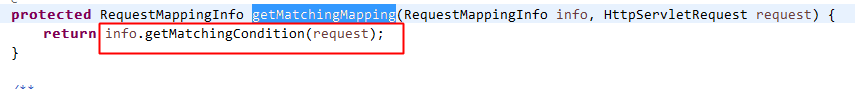 protected RequestMappingInfo getMatchingMapping(RequestMappingInfo info, HttpServletRequest request) {
return info.getMatchingCondition(request);
}
/**